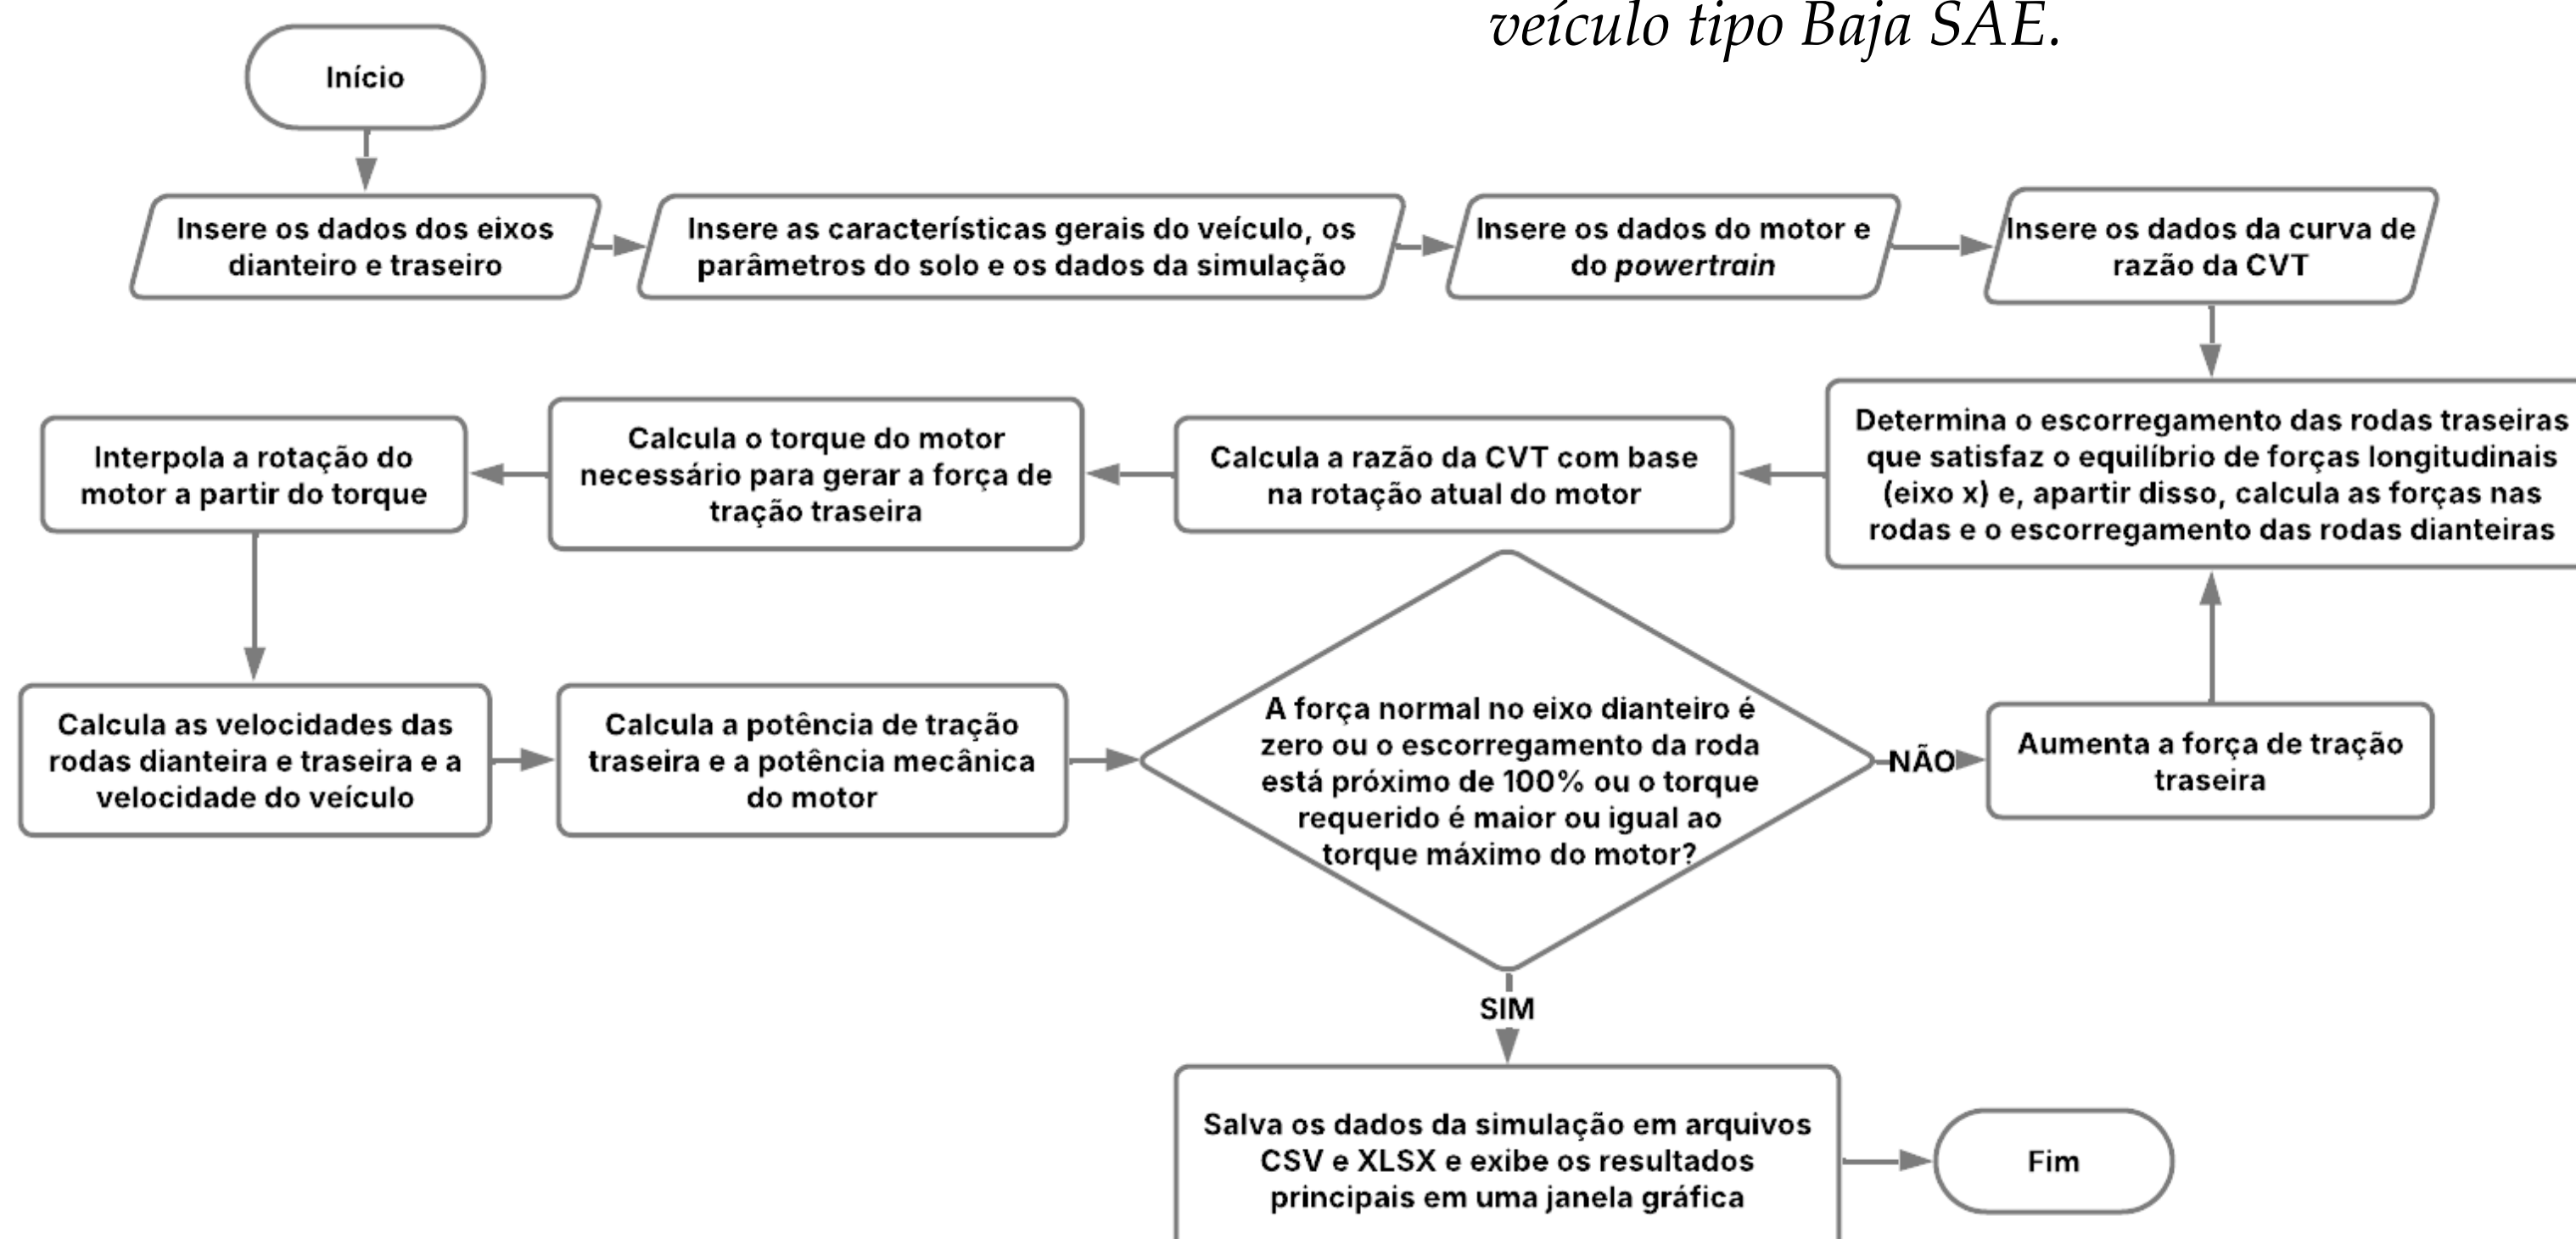 veículo tipo Baja SAE.
Início
Insere os dados dos eixos
dianteiro e traseiro
Insere as características gerais do veículo, os
parâmetros do solo e os dados da simulação
Insere os dados do motor e
do powertrain
Insere os dados da curva de
razão da CVT
Determina o escorregamento das rodas traseiras
que satisfaz o equilíbrio de forças longitudinais
(eixo x) e, apartir disso, calcula as forças nas
rodas e o escorregamento das rodas dianteiras
Calcula a razão da CVT com base
na rotação atual do motor
Calcula o torque do motor
necessário para gerar a força de
tração traseira
Interpola a rotação do
motor a partir do torque
Calcula as velocidades das
rodas dianteira e traseira e a
velocidade do veículo
Calcula a potência de tração
traseira e a potência mecânica
do motor
A força normal no eixo dianteiro é
zero ou o escorregamento da roda
está próximo de 100% ou o torque
requerido é maior ou igual ao
torque máximo do motor?
NÃO
Aumenta a força de tração
traseira
SIM
Salva os dados da simulação em arquivos
CSV e XLSX e exibe os resultados
principais em uma janela gráfica
Fim